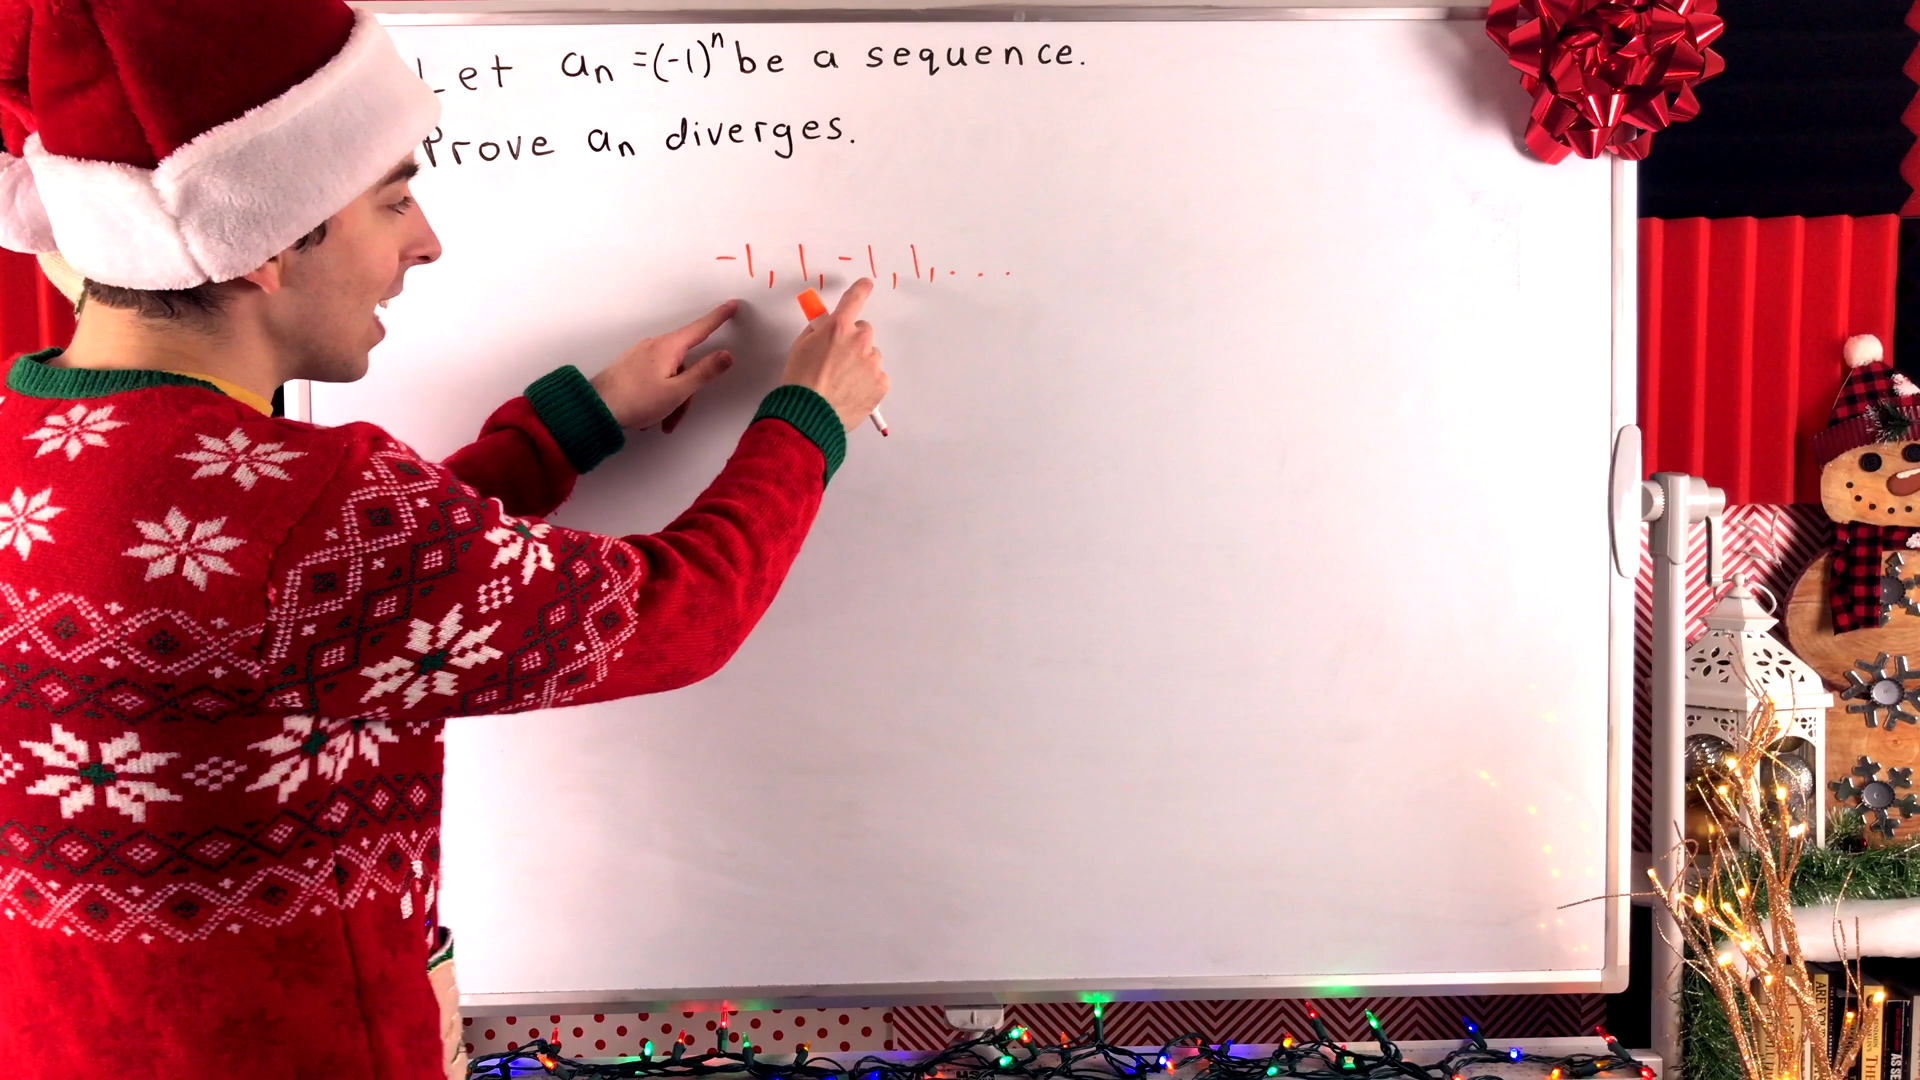 Let an = (-1)^n be a sequence.
Prove an diverges.
-1, 1, -1, 1, . . .